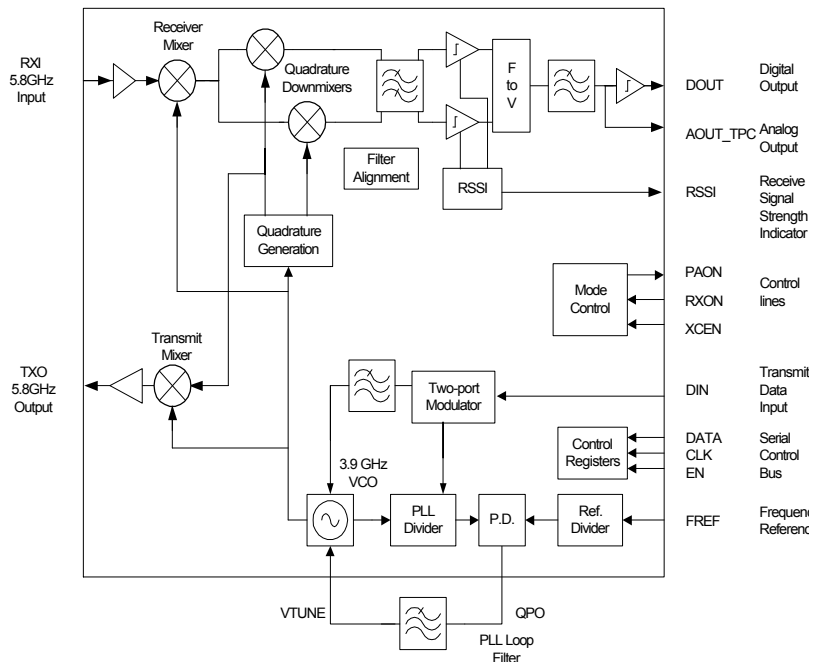 Receiver
Mixer
RXI
5.8GHz
Input
Quadrature
Downmixers
F
to
V
DOUT
Digital
Output
AOUT_TPC
Analog
Output
Filter
Alignment
RSSI
RSSI
Receive
Signal
Strength
Indicator
Quadrature
Generation
Mode
Control
PAON
RXON
XCEN
Control
lines
Transmit
Mixer
TXO
5.8GHz
Output
Two-port
Modulator
DIN
Transmit
Data
Input
Control
Registers
DATA
CLK
EN
Serial
Control
Bus
3.9 GHz
VCO
PLL
Divider
P.D.
Ref.
Divider
FREF
Frequen
Referenc
VTUNE
QPO
PLL Loop
Filter